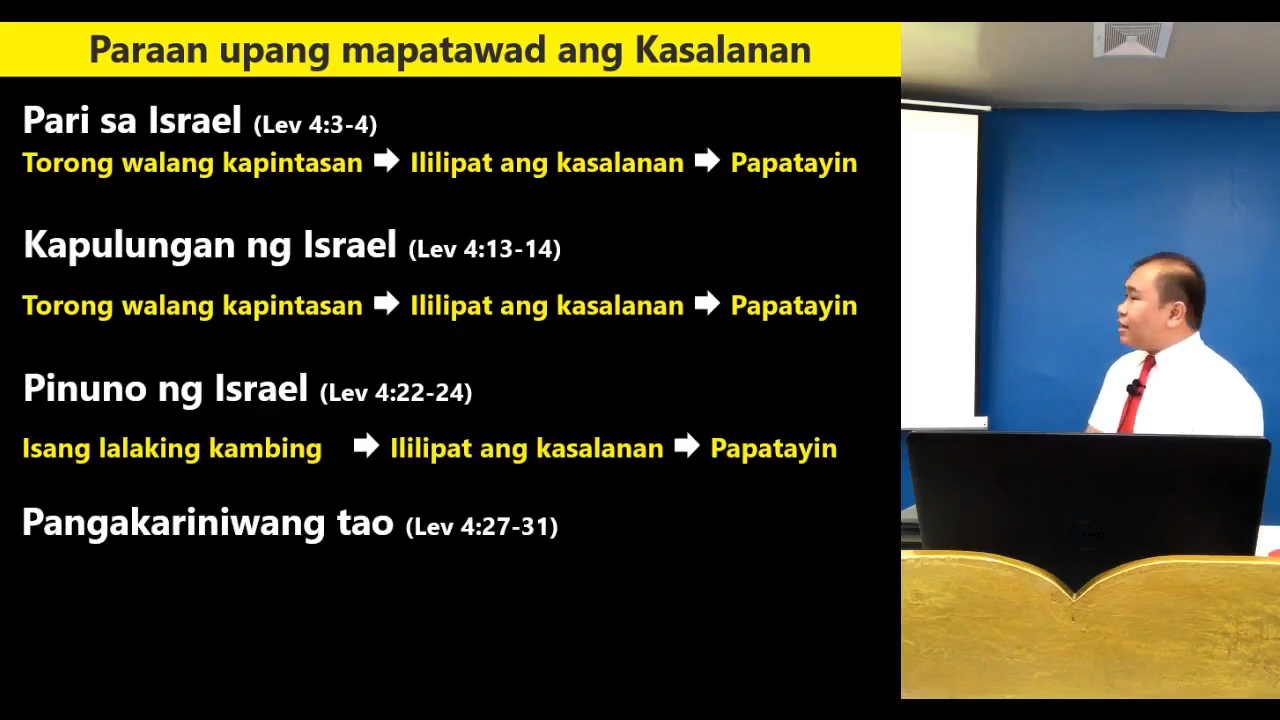 Paraan upang mapatawad ang Kasalanan
Pari sa Israel (Lev 4:3-4)
Torong walang kapintasan ➡ Ililipat ang kasalanan ➡ Papatayin
Kapulungan ng Israel (Lev 4:13-14)
Torong walang kapintasan ➡ Ililipat ang kasalanan ➡ Papatayin
Pinuno ng Israel (Lev 4:22-24)
Isang lalaking kambing ➡ Ililipat ang kasalanan ➡ Papatayin
Pangakariniwang tao (Lev 4:27-31)